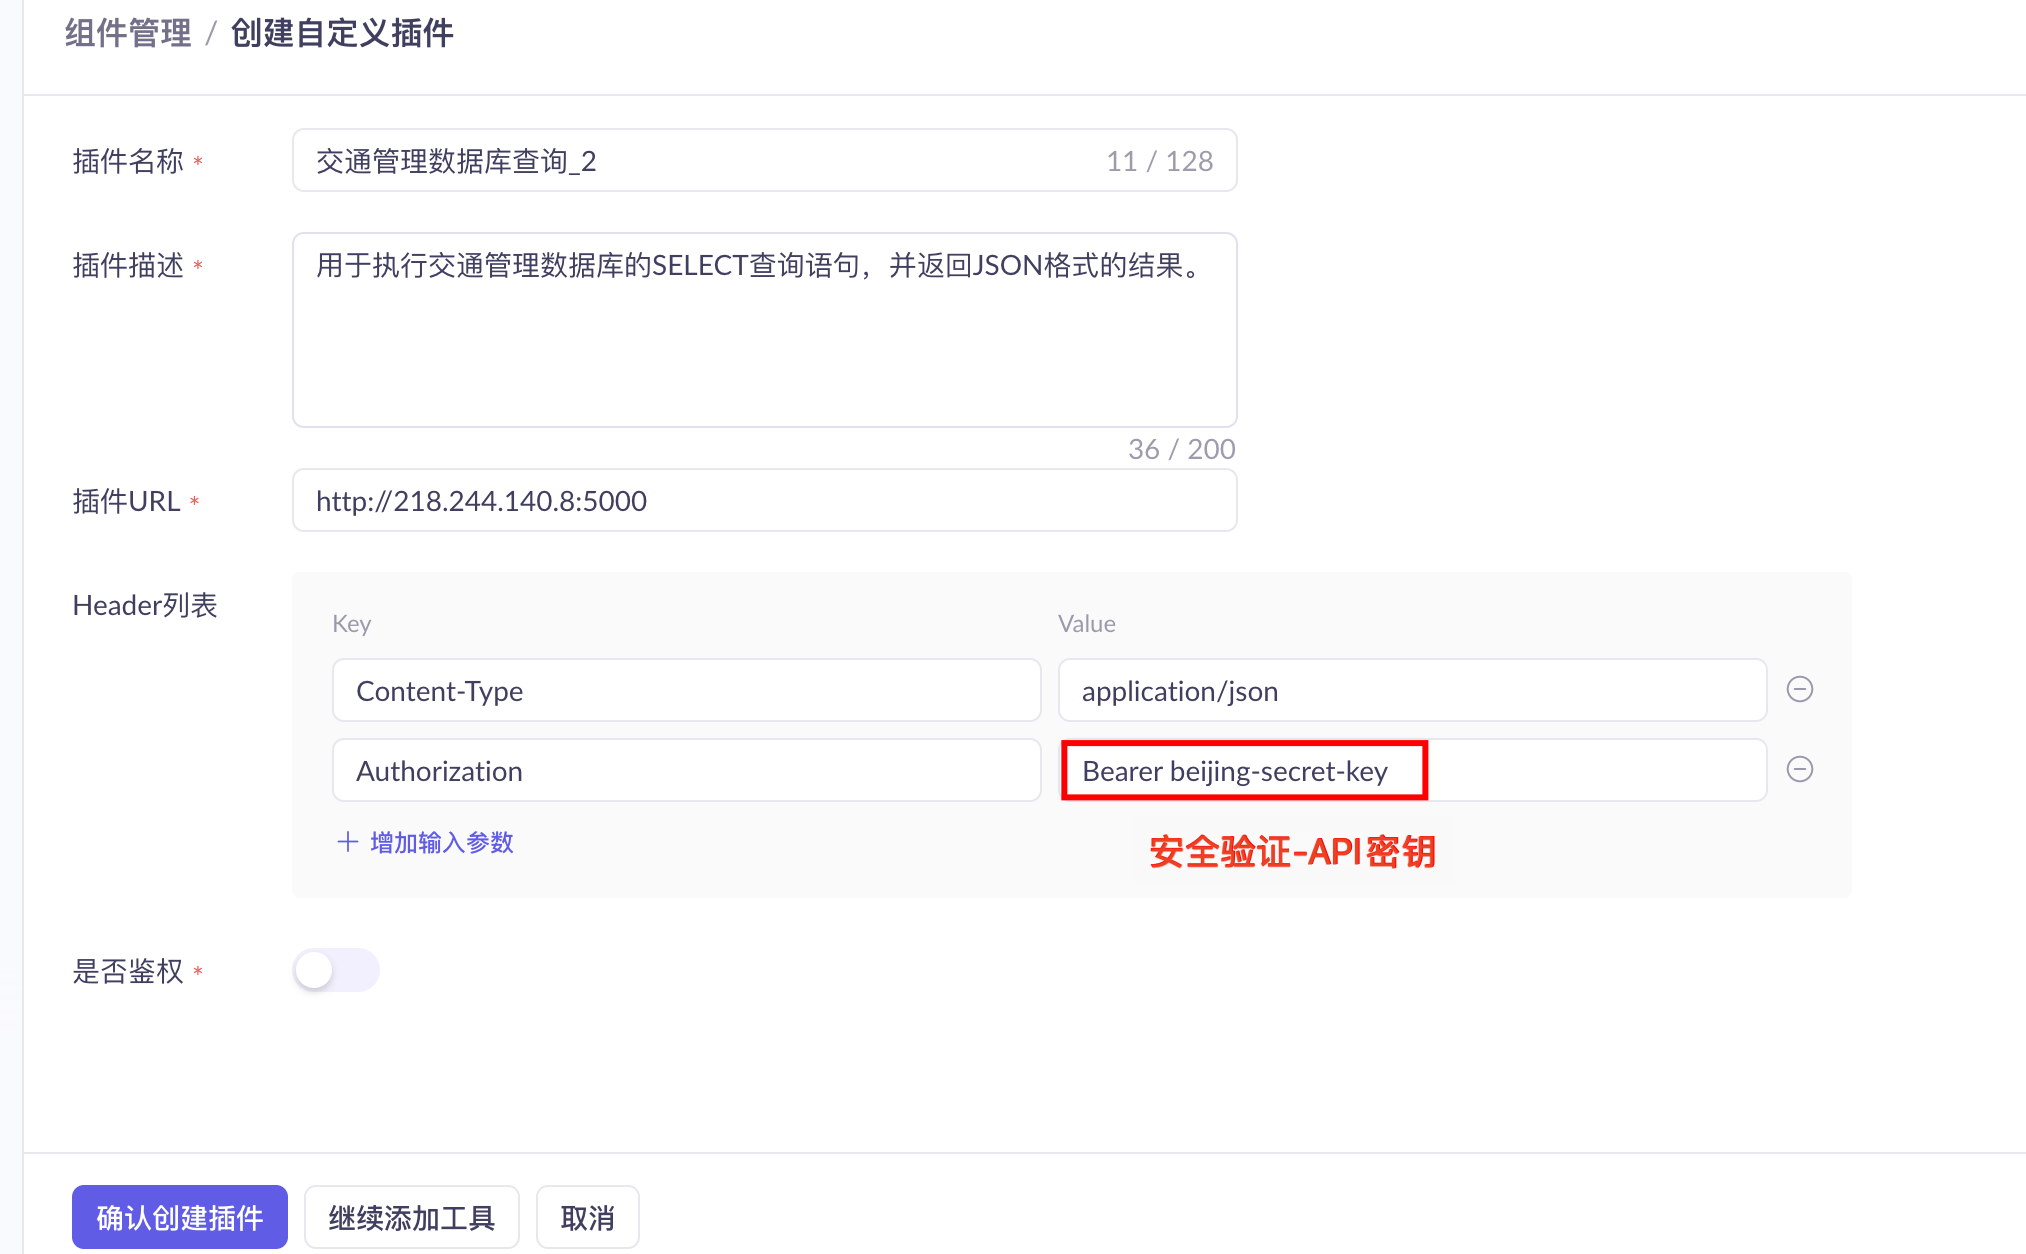 组件管理 / 创建自定义插件
插件名称 *
交通管理数据库查询_2
11 / 128
插件描述 *
用于执行交通管理数据库的SELECT查询语句，并返回JSON格式的结果。
36 / 200
插件URL *
http://218.244.140.8:5000
Header列表
Key
Value
Content-Type
application/json
Authorization
Bearer beijing-secret-key
+ 增加输入参数
安全验证-API密钥
是否鉴权 *
确认创建插件
继续添加工具
取消